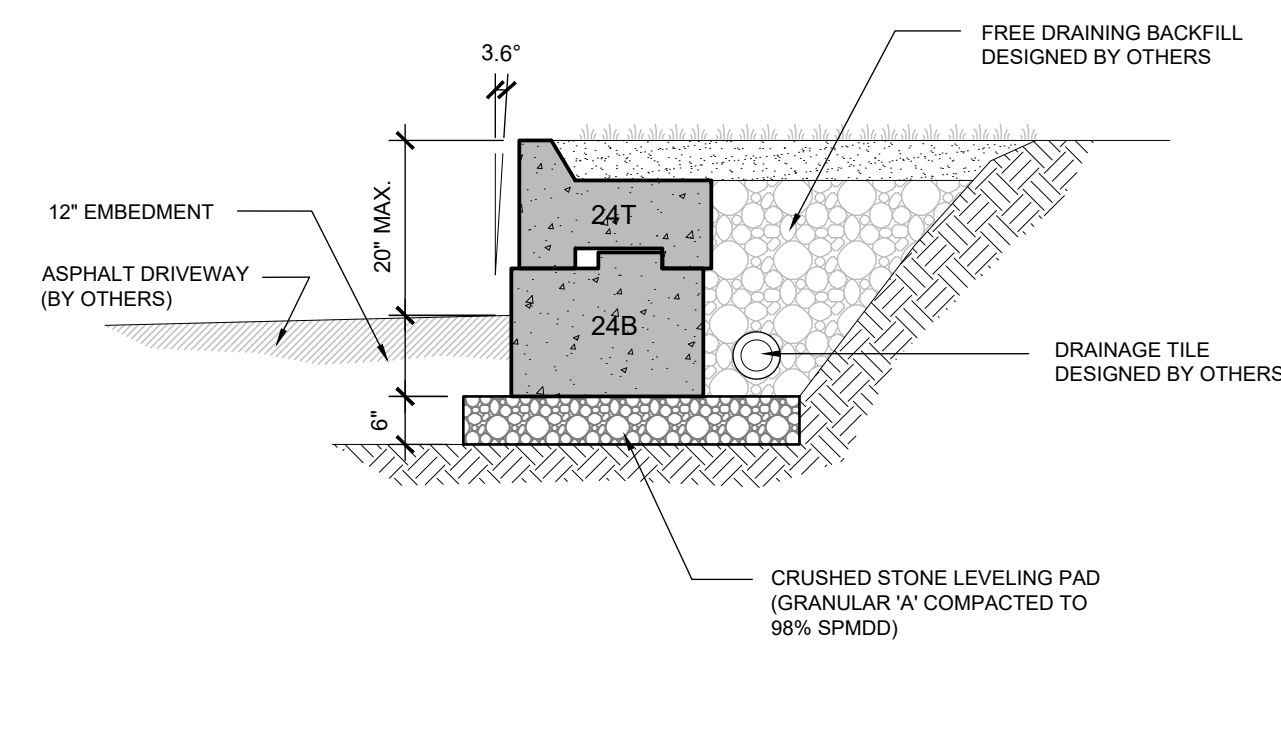 FREE DRAINING BACKFILL
DESIGNED BY OTHERS
3.6°
20" MAX.
12" EMBEDMENT
24T
ASPHALT DRIVEWAY
(BY OTHERS)
24B
DRAINAGE TILE
DESIGNED BY OTHERS
6"
CRUSHED STONE LEVELING PAD
(GRANULAR 'A' COMPACTED TO
98% SPMDD)